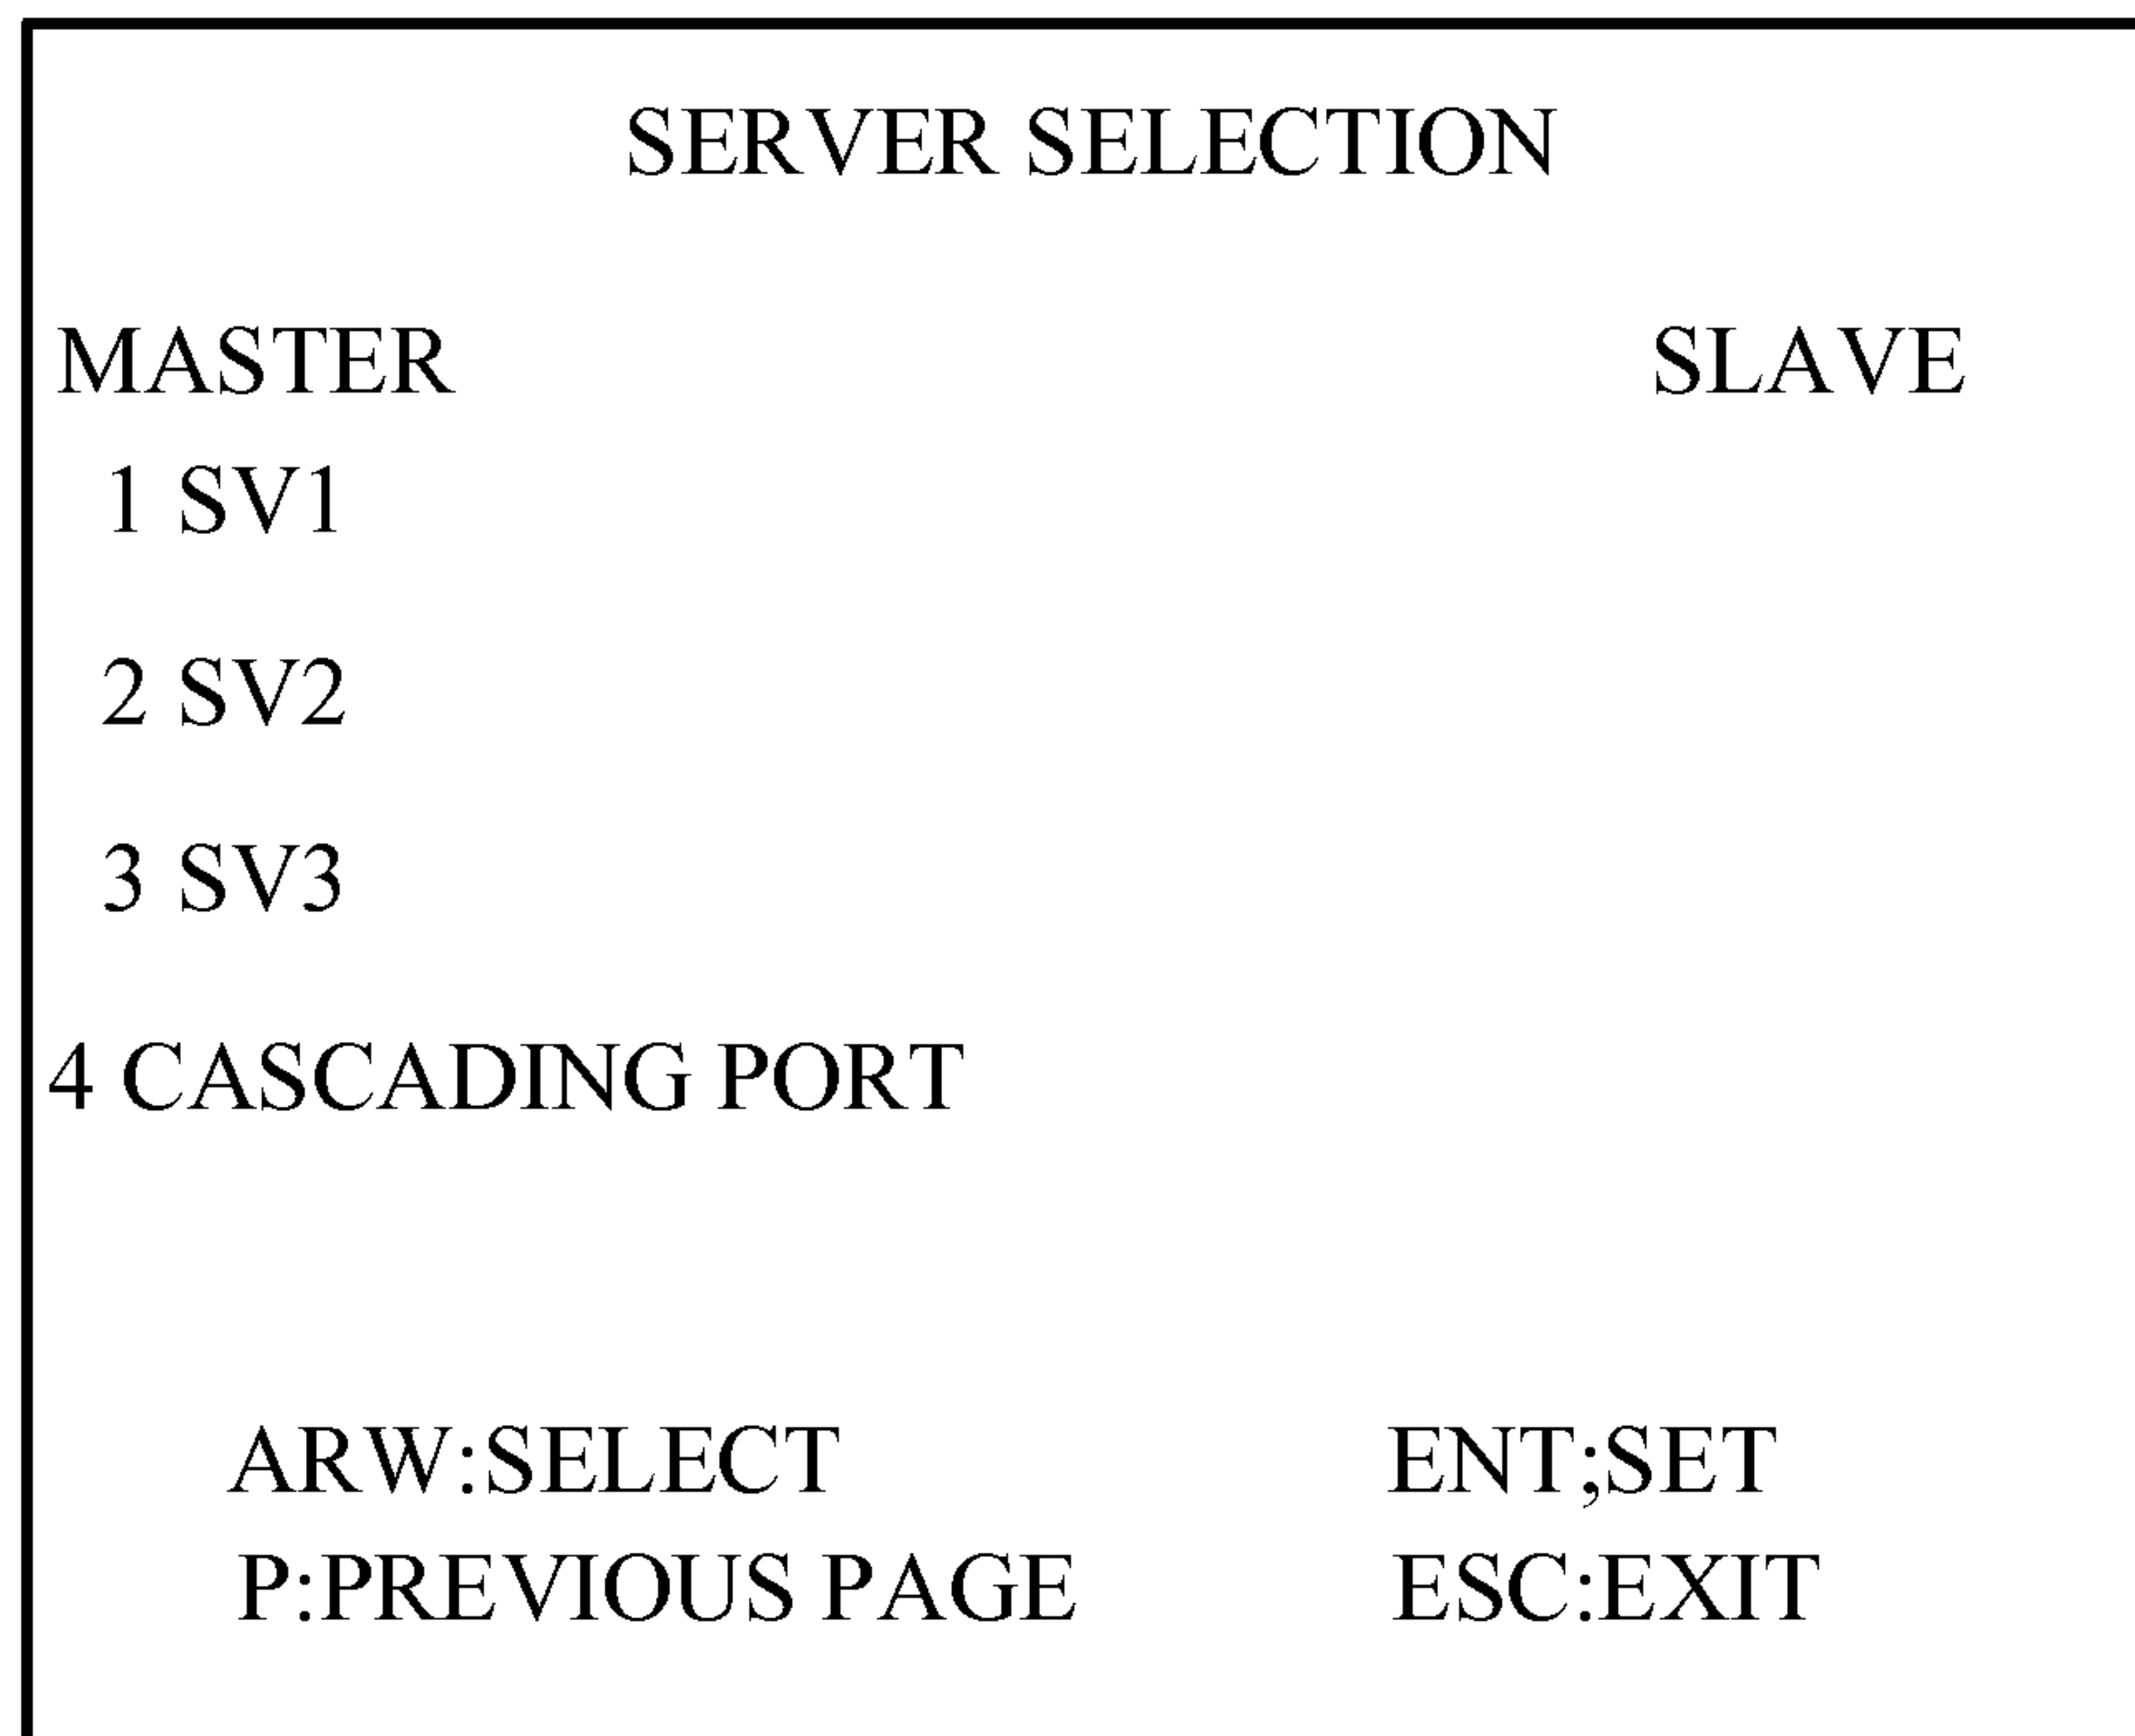 SERVER SELECTION
MASTER SLAVE
1 SV1
2 SV2
3 SV3
4 CASCADING PORT
ARW:SELECT ENT;SET
P:PREVIOUS PAGE ESC:EXIT